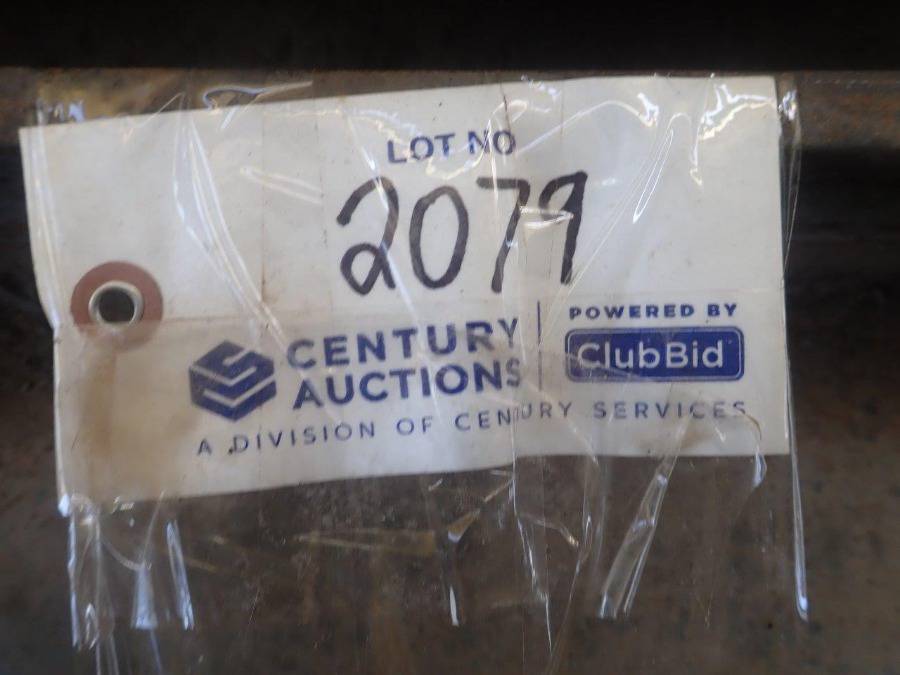 LOT NO
2079
CENTURY
AUCTIONS
POWERED BY
ClubBid
A DIVISION OF CENTURY SERVICES